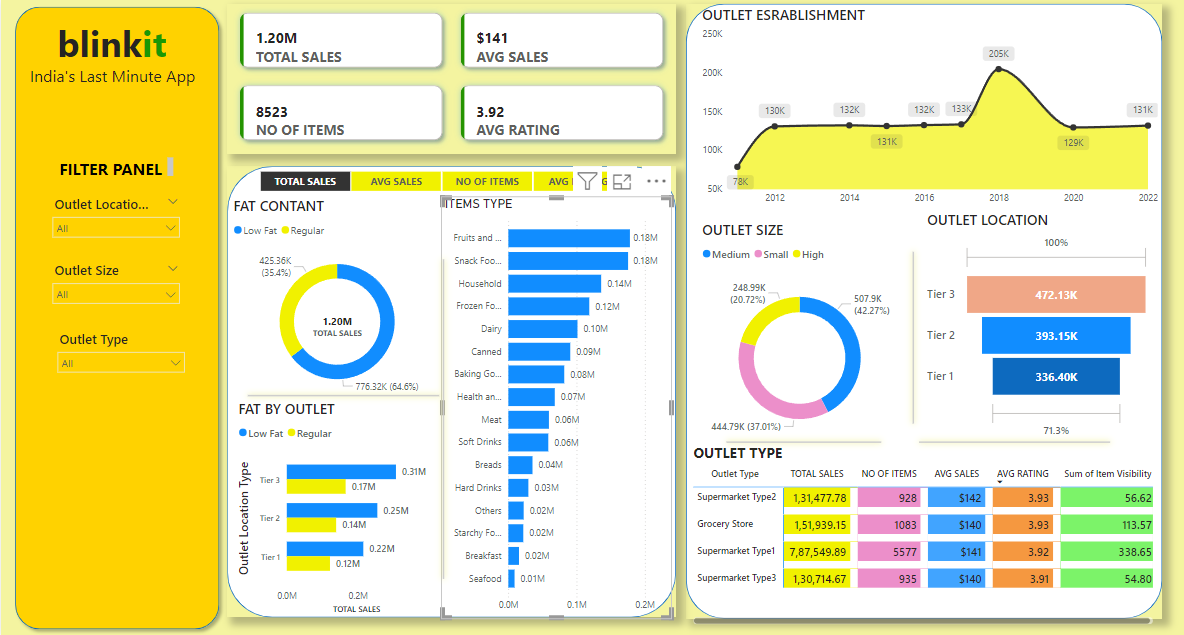 blinkit
India's Last Minute App
FILTER PANEL
Outlet Locatio...
All
Outlet Size
All
Outlet Type
All
1.20M
TOTAL SALES
$141
AVG SALES
8523
NO OF ITEMS
3.92
AVG RATING
TOTAL SALES
AVG SALES
NO OF ITEMS
FAT CONTANT
Low Fat Regular
425.36K
(35.4%)
1.20M
TOTAL SALES
776.32K (64.6%)
FAT BY OUTLET
Low Fat Regular
Outlet Location Type
Tier 3
0.31M
0.17M
Tier 2
0.25M
0.14M
Tier 1
0.22M
0.12M
0.0M 0.2M
TOTAL SALES
ITEMS TYPE
Fruits and ... 0.18M
Snack Foo... 0.18M
Household 0.14M
Frozen Fo... 0.12M
Dairy 0.10M
Canned 0.09M
Baking Go... 0.08M
Health an... 0.07M
Meat 0.06M
Soft Drinks 0.06M
Breads 0.04M
Hard Drinks 0.03M
Others 0.02M
Starchy Fo... 0.02M
Breakfast 0.02M
Seafood 0.01M
0.0M 0.1M 0.2M
OUTLET ESRABLISHMENT
250K
200K
150K
100K
50K
78K
130K
132K
131K
132K
133K
205K
129K
131K
2012 2014 2016 2018 2020 2022
OUTLET SIZE
Medium Small High
248.99K
(20.72%)
507.9K
(42.27%)
444.79K (37.01%)
OUTLET LOCATION
100%
Tier 3 472.13K
Tier 2 393.15K
Tier 1 336.40K
71.3%
OUTLET TYPE
Outlet Type TOTAL SALES NO OF ITEMS AVG SALES AVG RATING Sum of Item Visibility
Supermarket Type2 1,31,477.78 928 $142 3.93 56.62
Grocery Store 1,51,939.15 1083 $140 3.93 113.57
Supermarket Type1 7,87,549.89 5577 $141 3.92 338.65
Supermarket Type3 1,30,714.67 935 $140 3.91 54.80